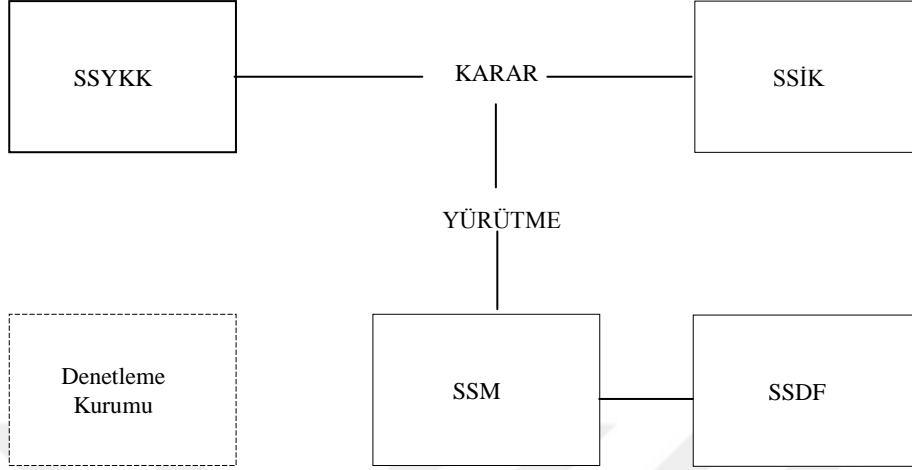 SSYKK
KARAR
SSİK
YÜRÜTME
Denetleme
Kurumu
SSM
SSDF